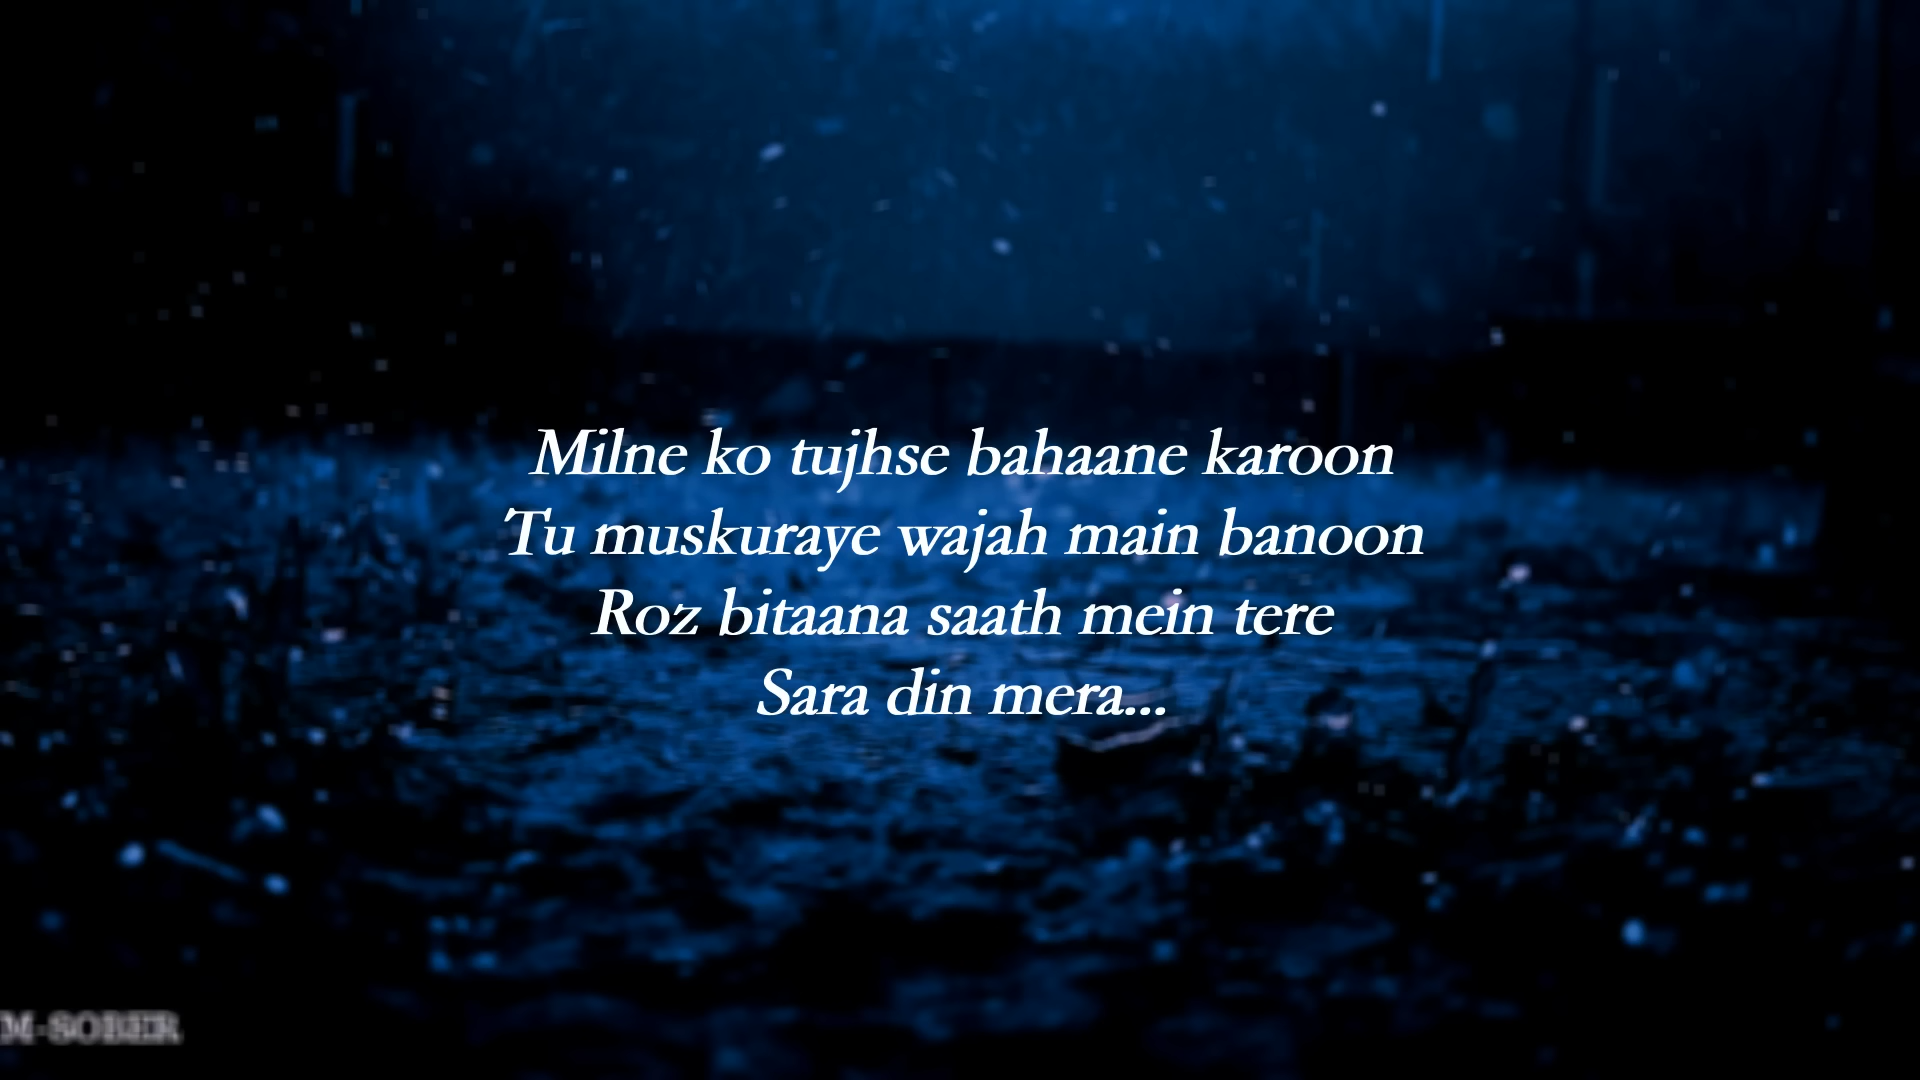 Milne ko tujhse bahaane karoon
Tu muskuraye wajah main banoon
Roz bitaana saath mein tere
Sara din mera...
M-SOBER